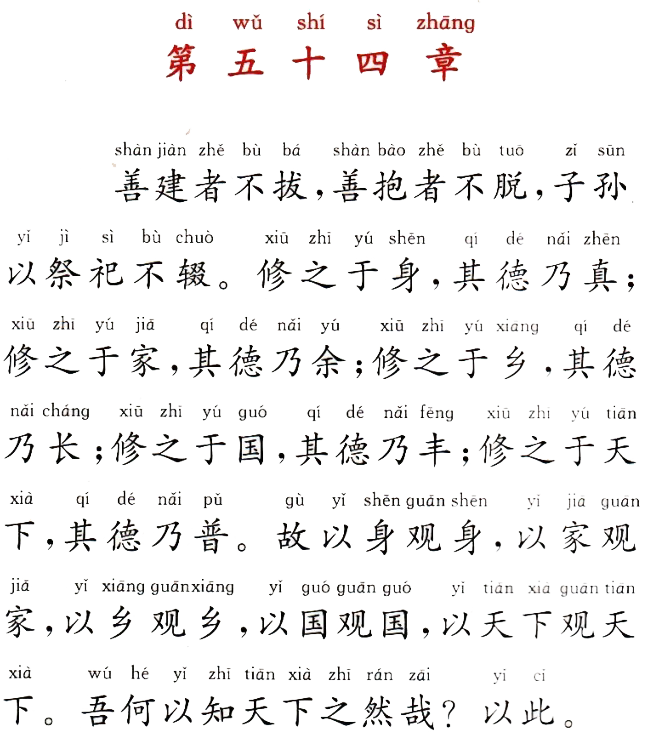 dì wǔ shí sì zhāng
第五十四章
shàn jiàn zhě bù bá shàn bào zhě bù tuō zǐ sūn
善建者不拔，善抱者不脱，子孙
yǐ jì sì bù chuò xiū zhī yú shēn qí dé nǎi zhēn
以祭祀不辍。修之于身，其德乃真；
xiū zhī yú jiā qí dé nǎi yú xiū zhī yú xiāng qí dé
修之于家，其德乃余；修之于乡，其德
nǎi cháng xiū zhī yú guó qí dé nǎi fēng xiū zhī yú tiān
乃长；修之于国，其德乃丰；修之于天
xià qí dé nǎi pǔ gù yǐ shēn guān shēn yǐ jiā guān
下，其德乃普。故以身观身，以家观
jiā yǐ xiāng guānxiāng yǐ guó guān guó yǐ tiān xià guān tiān
家，以乡观乡，以国观国，以天下观天
xià wú hé yǐ zhī tiān xià zhī rán zāi yǐ cǐ
下。吾何以知天下之然哉？以此。